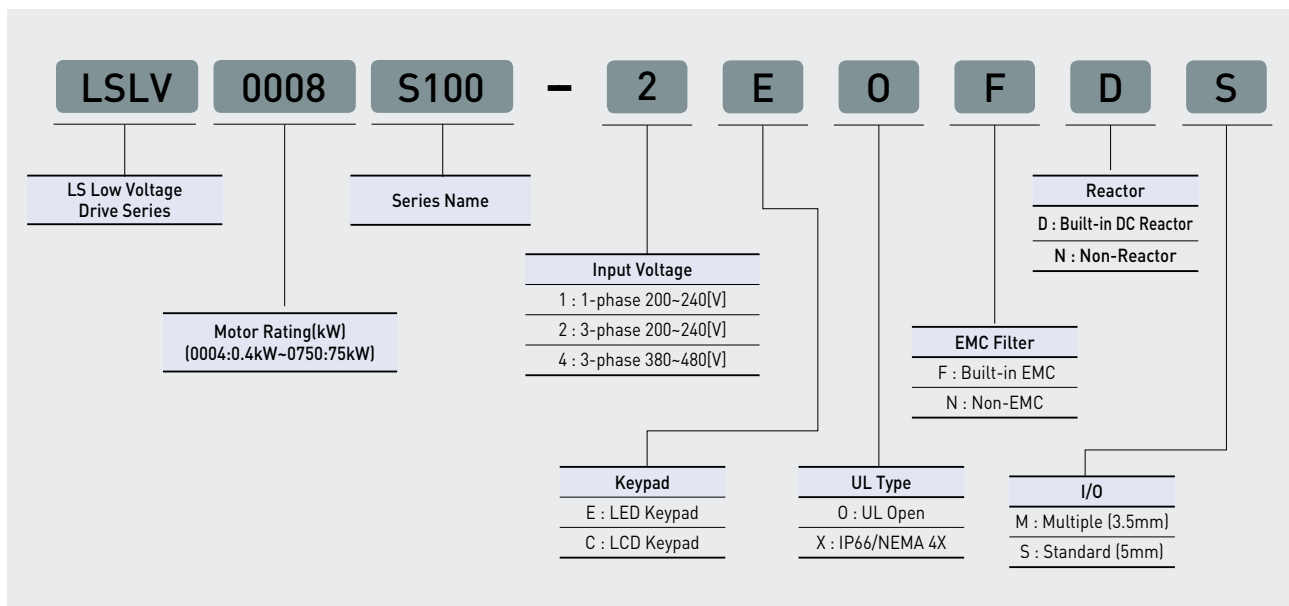 LSLV 0008 S100 - 2 E O F D S
LS Low Voltage
Drive Series
Series Name
Reactor
D : Built-in DC Reactor
N : Non-Reactor
Input Voltage
1 : 1-phase 200~240[V]
2 : 3-phase 200~240[V]
4 : 3-phase 380~480[V]
Motor Rating(kW)
(0004:0.4kW~0750:75kW)
EMC Filter
F : Built-in EMC
N : Non-EMC
Keypad
E : LED Keypad
C : LCD Keypad
UL Type
O : UL Open
X : IP66/NEMA 4X
I/O
M : Multiple (3.5mm)
S : Standard (5mm)